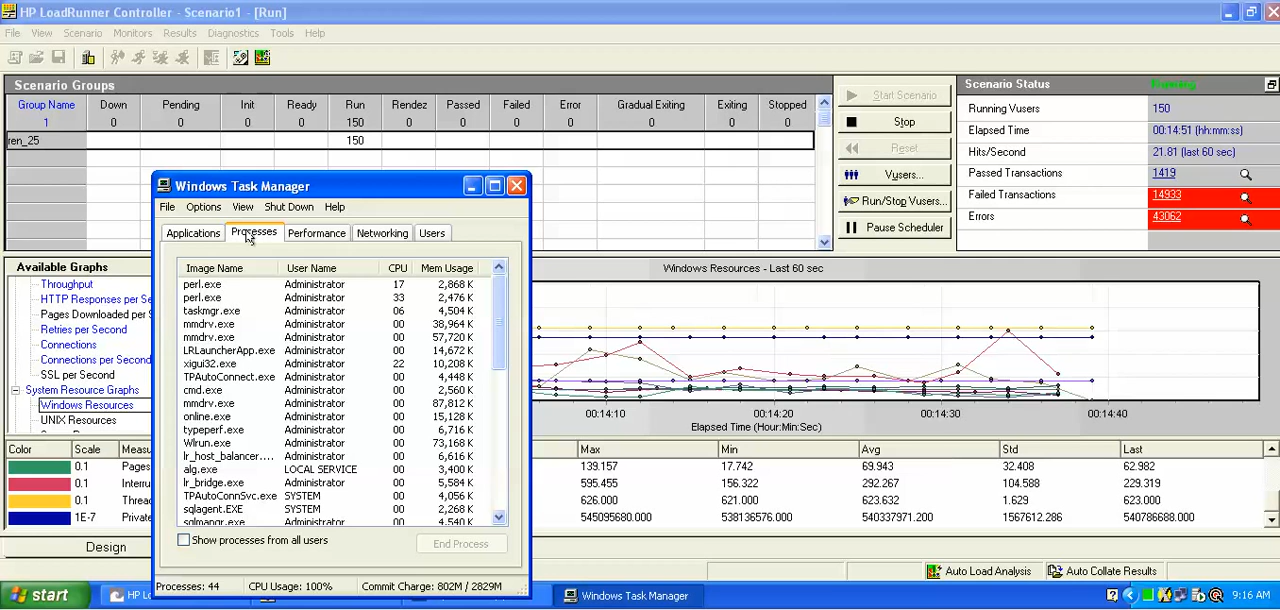 HP LoadRunner Controller - Scenario1 - [Run]
File View Scenario Monitors Results Diagnostics Tools Help
Scenario Groups
Group Name Down Pending Init Ready Run Rendez Passed Failed Error Gradual Exiting Exiting Stopped
1 0 0 0 0 150 0 0 0 0 0 0 0
ren_25 150
Start Scenario
Stop
Reset
Vusers...
Run/Stop Vusers...
Pause Scheduler
Scenario Status Running
Running Vusers 150
Elapsed Time 00:14:51 (hh:mm:ss)
Hits/Second 21.81 (last 60 sec)
Passed Transactions 1419
Failed Transactions 14933
Errors 43062
Windows Task Manager
File Options View Shut Down Help
Applications Processes Performance Networking Users
Image Name User Name CPU Mem Usage
perl.exe Administrator 17 2,868 K
perl.exe Administrator 33 2,476 K
taskmgr.exe Administrator 06 4,504 K
mmdrv.exe Administrator 00 38,964 K
mmdrv.exe Administrator 00 57,720 K
LRLauncherApp.exe Administrator 00 14,672 K
xigui32.exe Administrator 22 10,208 K
TPAutoConnect.exe Administrator 00 4,448 K
cmd.exe Administrator 00 2,560 K
mmdrv.exe Administrator 00 87,812 K
online.exe Administrator 00 15,128 K
typeperf.exe Administrator 00 6,716 K
Wlrun.exe Administrator 00 73,168 K
lr_host_balancer.... Administrator 00 6,616 K
alg.exe LOCAL SERVICE 00 3,400 K
lr_bridge.exe Administrator 00 5,584 K
TPAutoConnSvc.exe SYSTEM 00 4,056 K
sqlagent.EXE SYSTEM 00 2,268 K
sqlmangr.exe Administrator 00 4,540 K
Show processes from all users End Process
Processes: 44 CPU Usage: 100% Commit Charge: 802M / 2829M
Available Graphs
Throughput
HTTP Responses per Second
Pages Downloaded per Second
Retries per Second
Connections
Connections per Second
SSL per Second
System Resource Graphs
Windows Resources
UNIX Resources
Windows Resources - Last 60 sec
00:14:10 00:14:20 00:14:30 00:14:40
Elapsed Time (Hour:Min:Sec)
Color Scale Measu Max Min Avg Std Last
0.1 Pages 139.157 17.742 69.943 32.408 62.982
0.1 Interru 595.455 156.322 292.267 104.588 229.319
0.1 Thread 626.000 621.000 623.632 1.629 623.000
1E-7 Private 545095680.000 538136576.000 540337971.200 1567612.286 540786688.000
Design
Auto Load Analysis Auto Collate Results
start HP Lo Windows Task Manager 9:16 AM